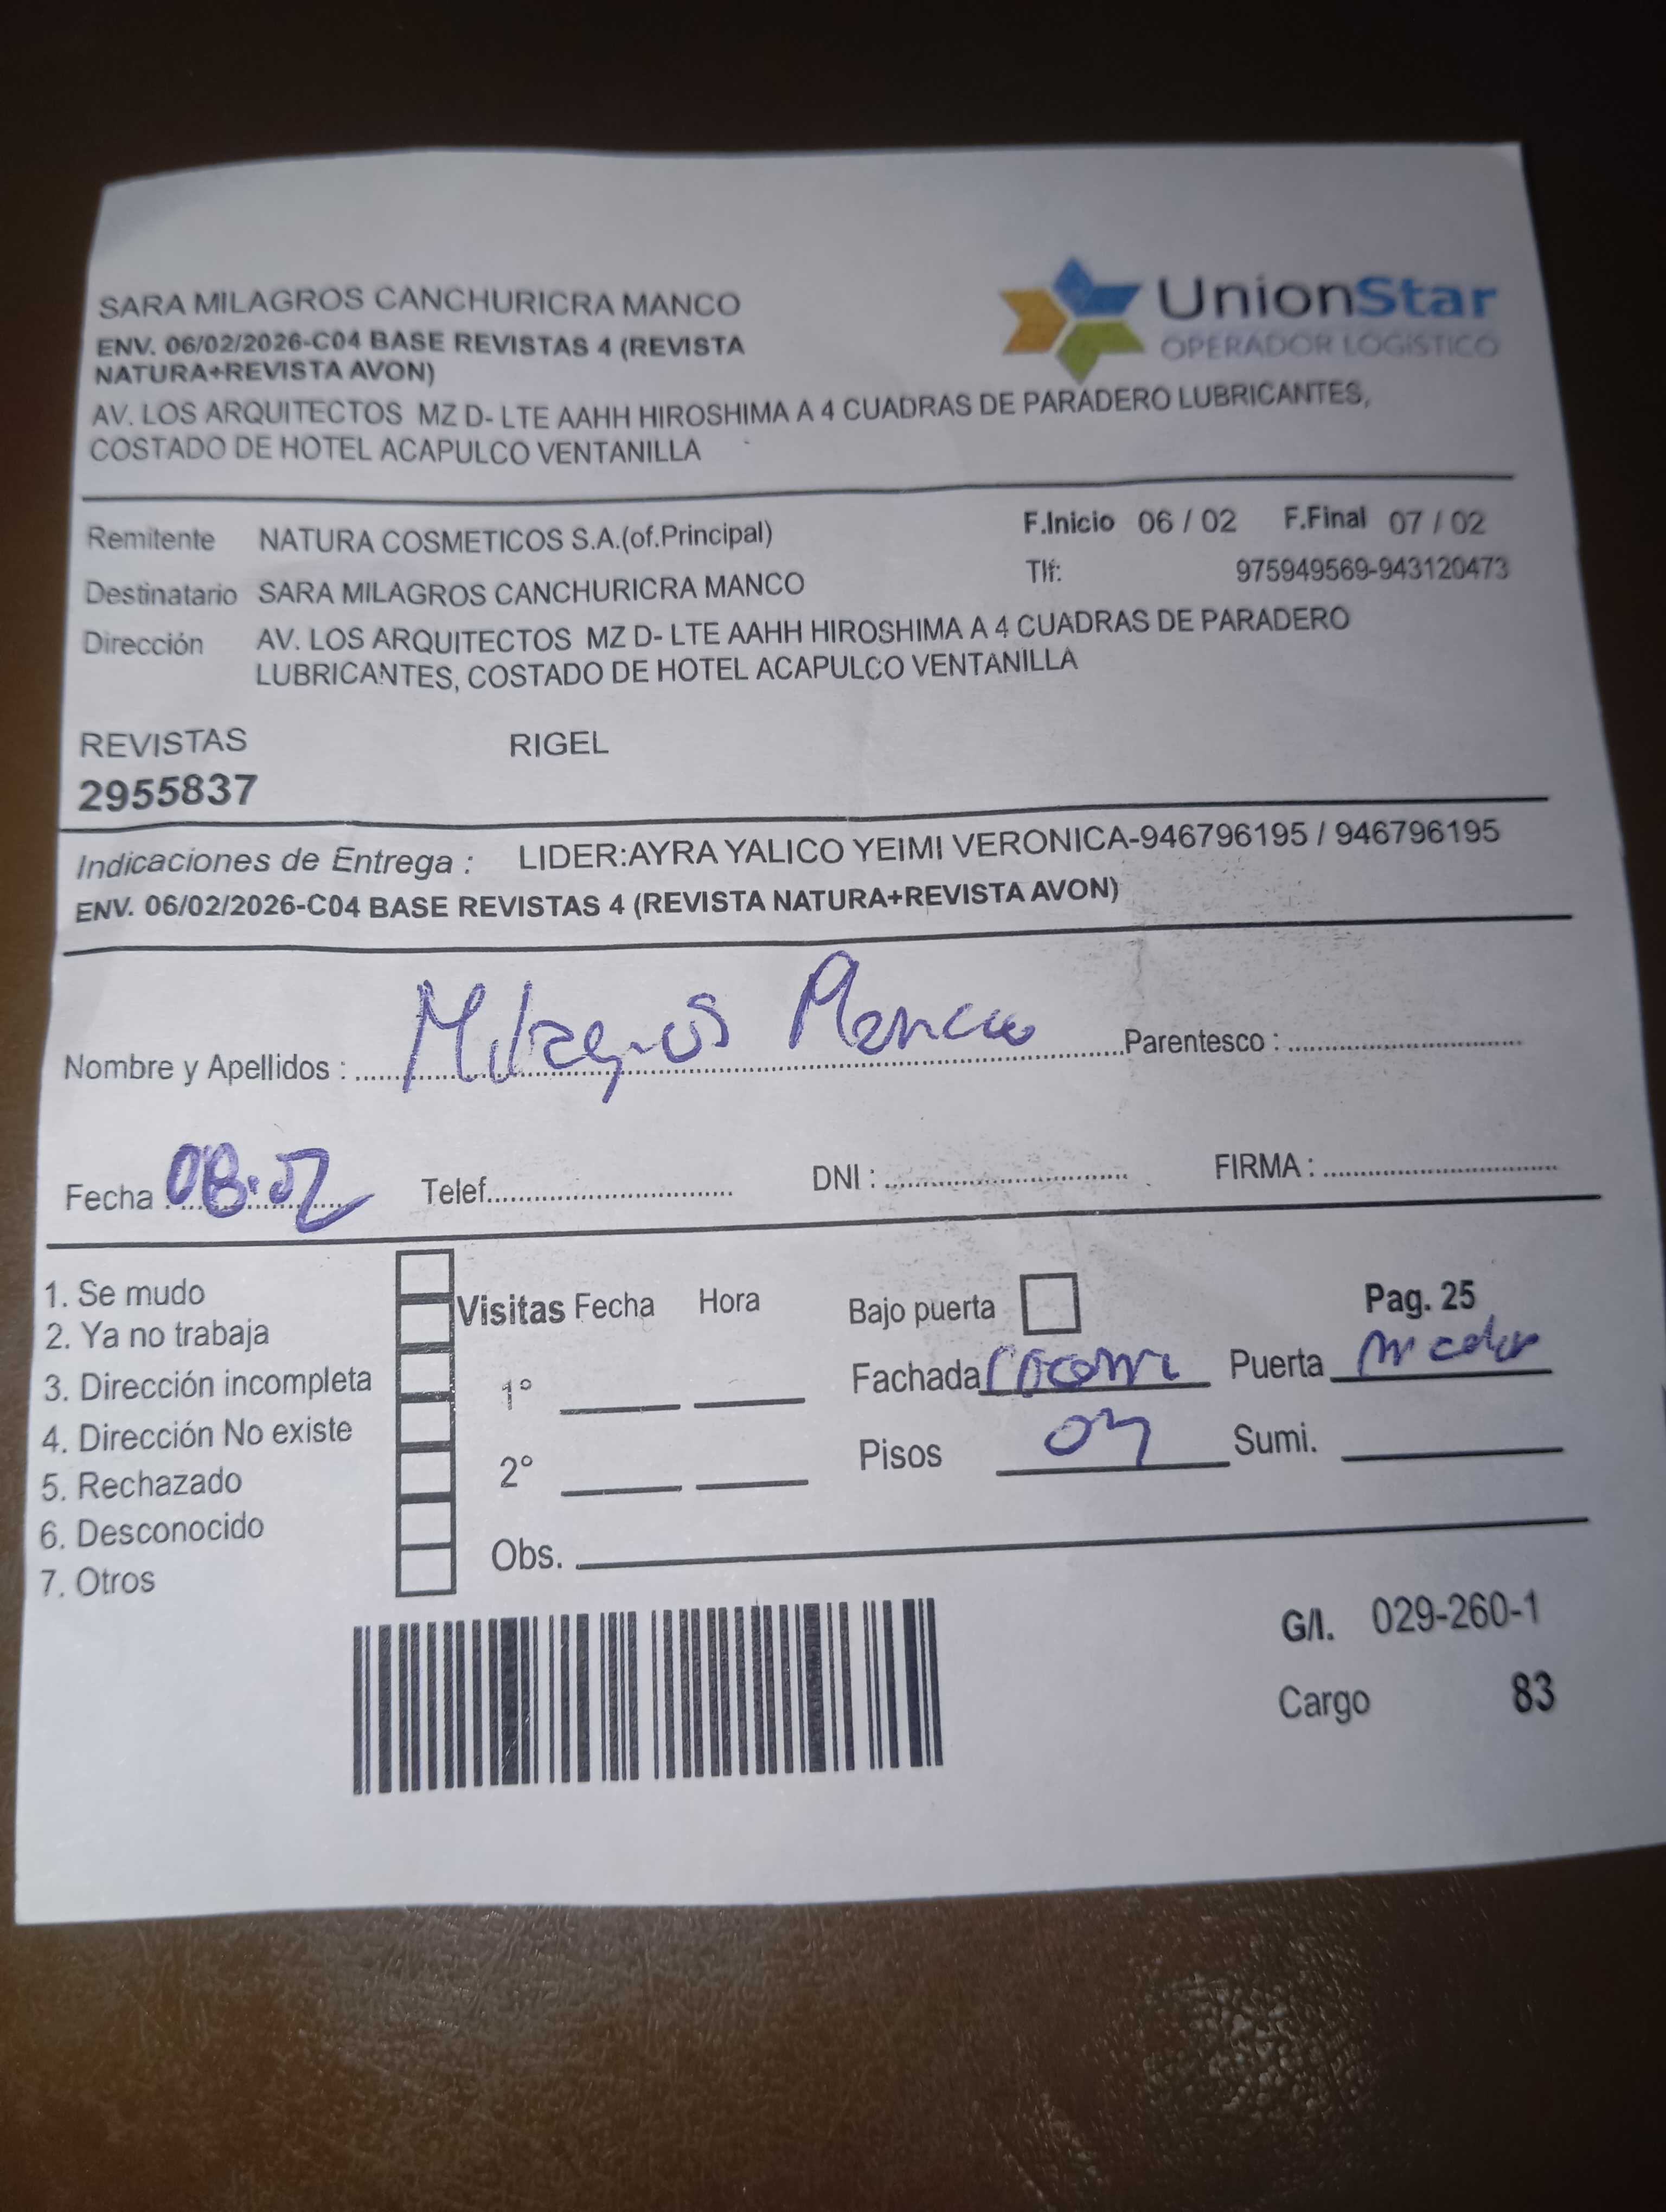 SARA MILAGROS CANCHURICRA MANCO
ENV. 06/02/2026-C04 BASE REVISTAS 4 (REVISTA
NATURA+REVISTA AVON)
AV. LOS ARQUITECTOS MZ D- LTE AAHH HIROSHIMA A 4 CUADRAS DE PARADERO LUBRICANTES,
COSTADO DE HOTEL ACAPULCO VENTANILLA
UnionStar
OPERADOR LOGÍSTICO
Remitente NATURA COSMETICOS S.A.(of.Principal) F.Inicio 06 / 02 F.Final 07 / 02
Destinatario SARA MILAGROS CANCHURICRA MANCO Tlf: 975949569-943120473
Dirección AV. LOS ARQUITECTOS MZ D- LTE AAHH HIROSHIMA A 4 CUADRAS DE PARADERO
LUBRICANTES, COSTADO DE HOTEL ACAPULCO VENTANILLA
REVISTAS RIGEL
2955837
Indicaciones de Entrega : LIDER:AYRA YALICO YEIMI VERONICA-946796195 / 946796195
ENV. 06/02/2026-C04 BASE REVISTAS 4 (REVISTA NATURA+REVISTA AVON)
Nombre y Apellidos : Milagros Manco Parentesco :
Fecha : 08.02 Telef. DNI : FIRMA :
1. Se mudo
2. Ya no trabaja
3. Dirección incompleta
4. Dirección No existe
5. Rechazado
6. Desconocido
7. Otros
Visitas Fecha Hora
1°
2°
Obs.
Bajo puerta Pag. 25
Fachada Puerta
Pisos Sumi.
G/I. 029-260-1
Cargo 83